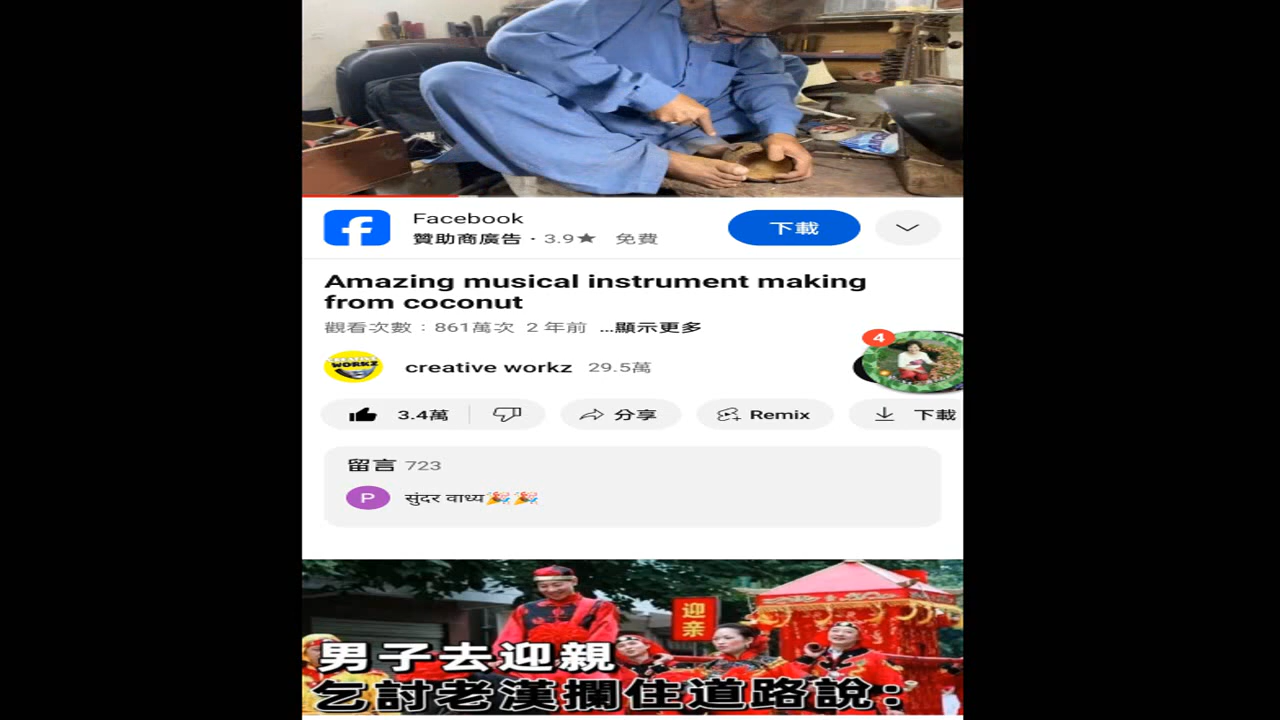 Facebook
贊助商廣告 · 3.9★ 免費
下載
Amazing musical instrument making
from coconut
觀看次數：861萬次 2 年前 ...顯示更多
4
WORKZ
creative workz 29.5萬
3.4萬
分享
Remix
下載
留言 723
P
सुंदर वाध्य🎉🎉
迎亲
男子去迎親
乞討老漢攔住道路說：